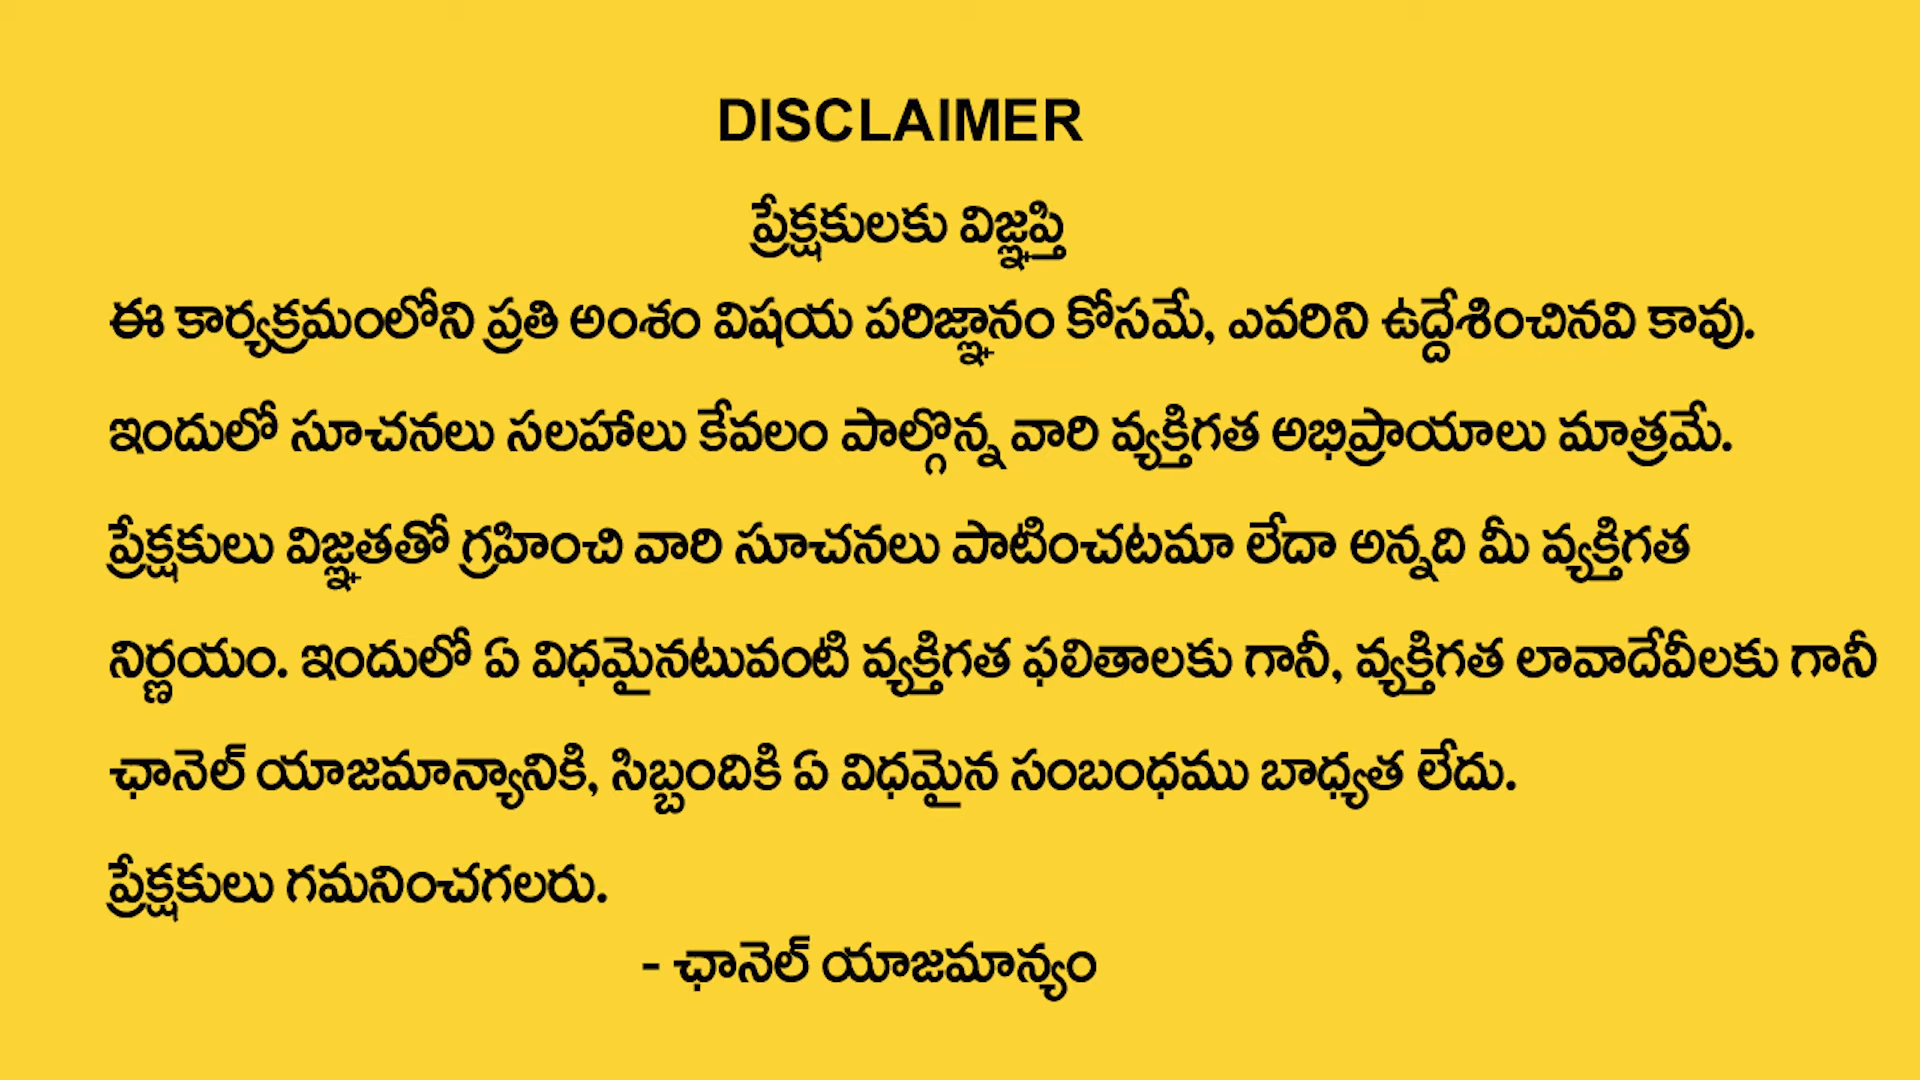 DISCLAIMER
ప్రేక్షకులకు విజ్ఞప్తి
ఈ కార్యక్రమంలోని ప్రతి అంశం విషయ పరిజ్ఞానం కోసమే, ఎవరిని ఉద్దేశించినవి కావు.
ఇందులో సూచనలు సలహాలు కేవలం పాల్గొన్న వారి వ్యక్తిగత అభిప్రాయాలు మాత్రమే.
ప్రేక్షకులు విజ్ఞతతో గ్రహించి వారి సూచనలు పాటించటమా లేదా అన్నది మీ వ్యక్తిగత
నిర్ణయం. ఇందులో ఏ విధమైనటువంటి వ్యక్తిగత ఫలితాలకు గానీ, వ్యక్తిగత లావాదేవీలకు గానీ
ఛానెల్ యాజమాన్యానికి, సిబ్బందికి ఏ విధమైన సంబంధము బాధ్యత లేదు.
ప్రేక్షకులు గమనించగలరు.
- ఛానెల్ యాజమాన్యం